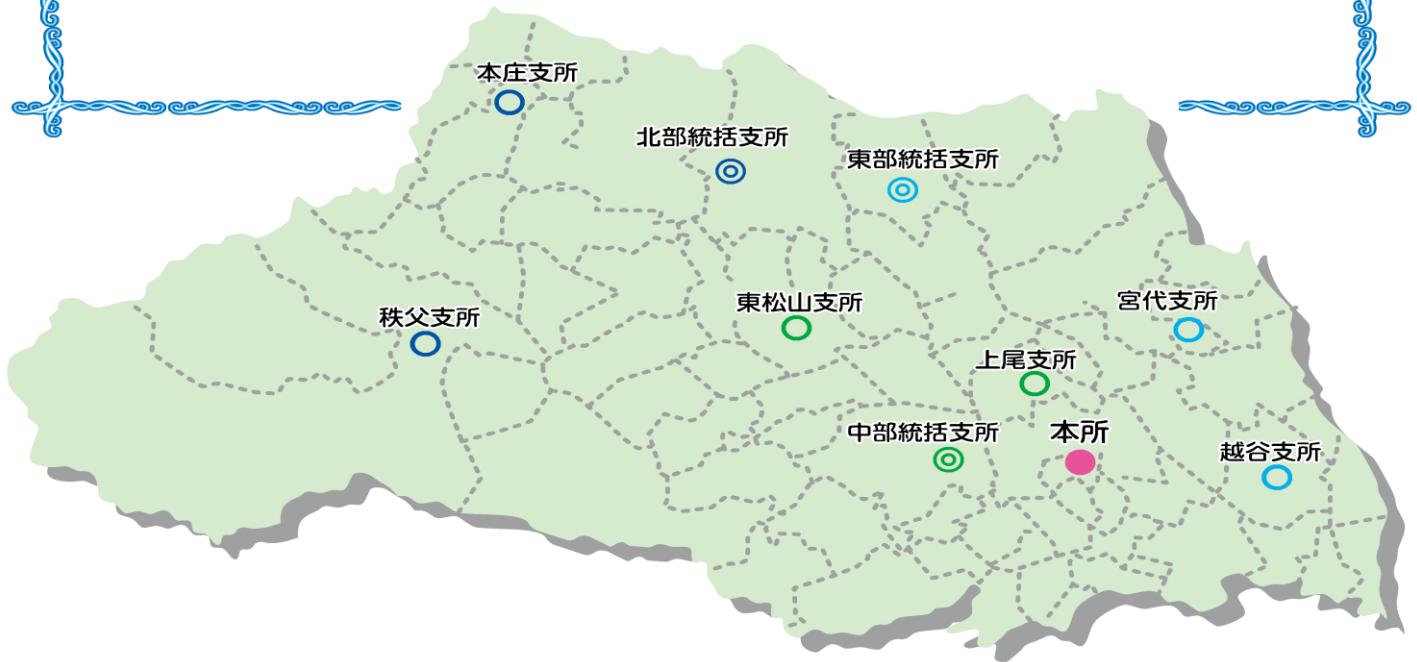 本庄支所
北部統括支所
東部統括支所
東松山支所
宮代支所
秩父支所
上尾支所
中部統括支所
本所
越谷支所